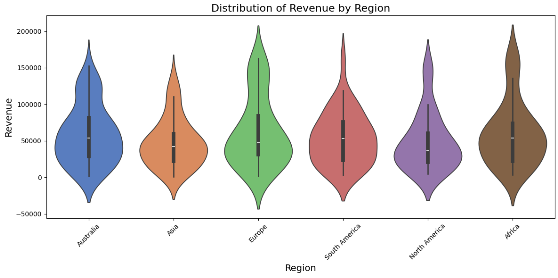 Distribution of Revenue by Region
Revenue
200000
150000
100000
50000
0
−50000
Australia
Asia
Europe
South America
North America
Africa
Region